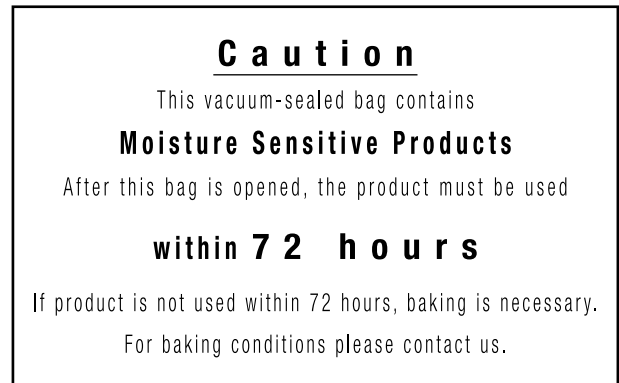 Caution
This vacuum-sealed bag contains
Moisture Sensitive Products
After this bag is opened, the product must be used
within 72 hours
If product is not used within 72 hours, baking is necessary.
For baking conditions please contact us.